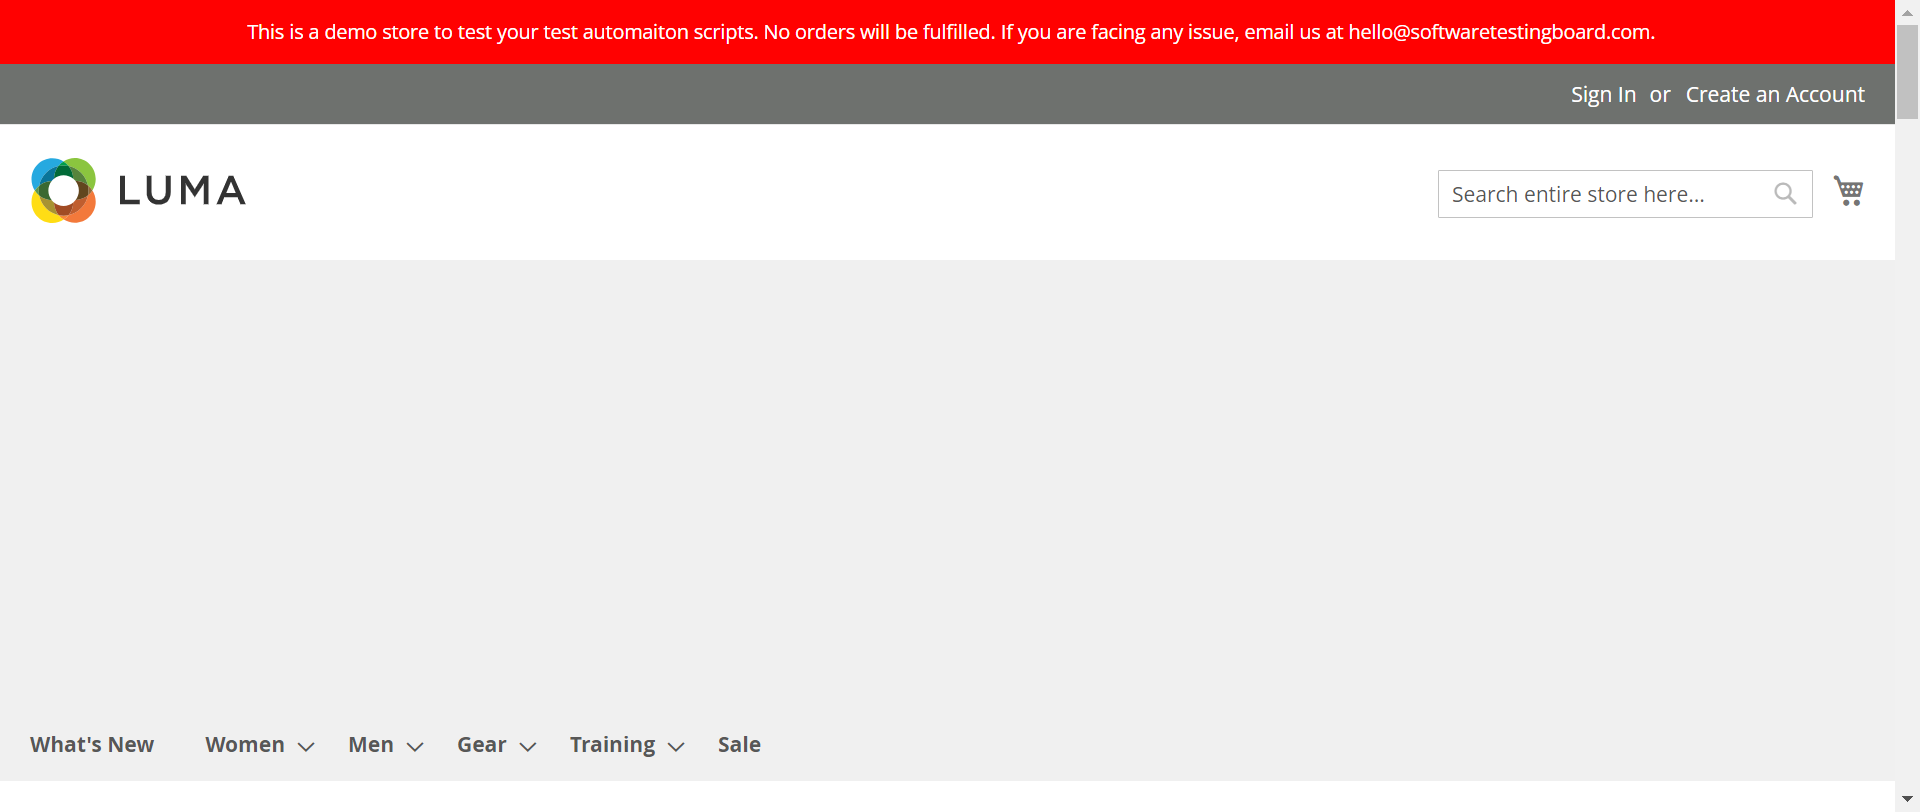 This is a demo store to test your test automaiton scripts. No orders will be fulfilled. If you are facing any issue, email us at hello@softwaretestingboard.com.
Sign In or Create an Account
LUMA
Search entire store here...
What's New Women Men Gear Training Sale